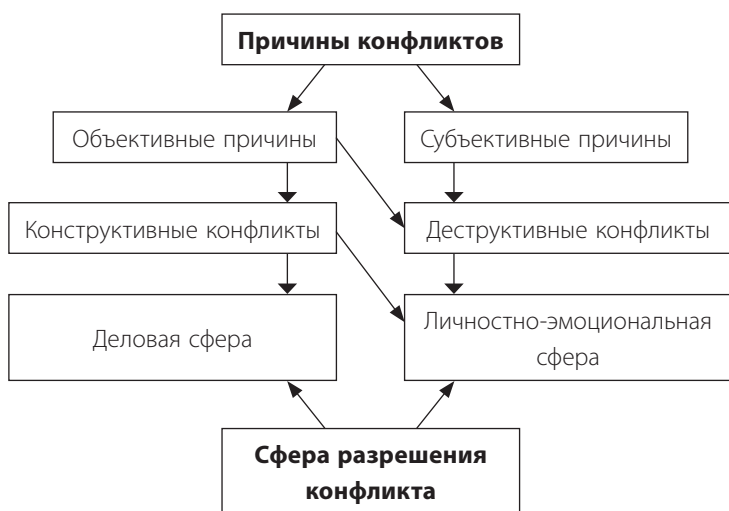 Причины конфликтов
Объективные причины
Субъективные причины
Конструктивные конфликты
Деструктивные конфликты
Деловая сфера
Личностно-эмоциональная
сфера
Сфера разрешения
конфликта